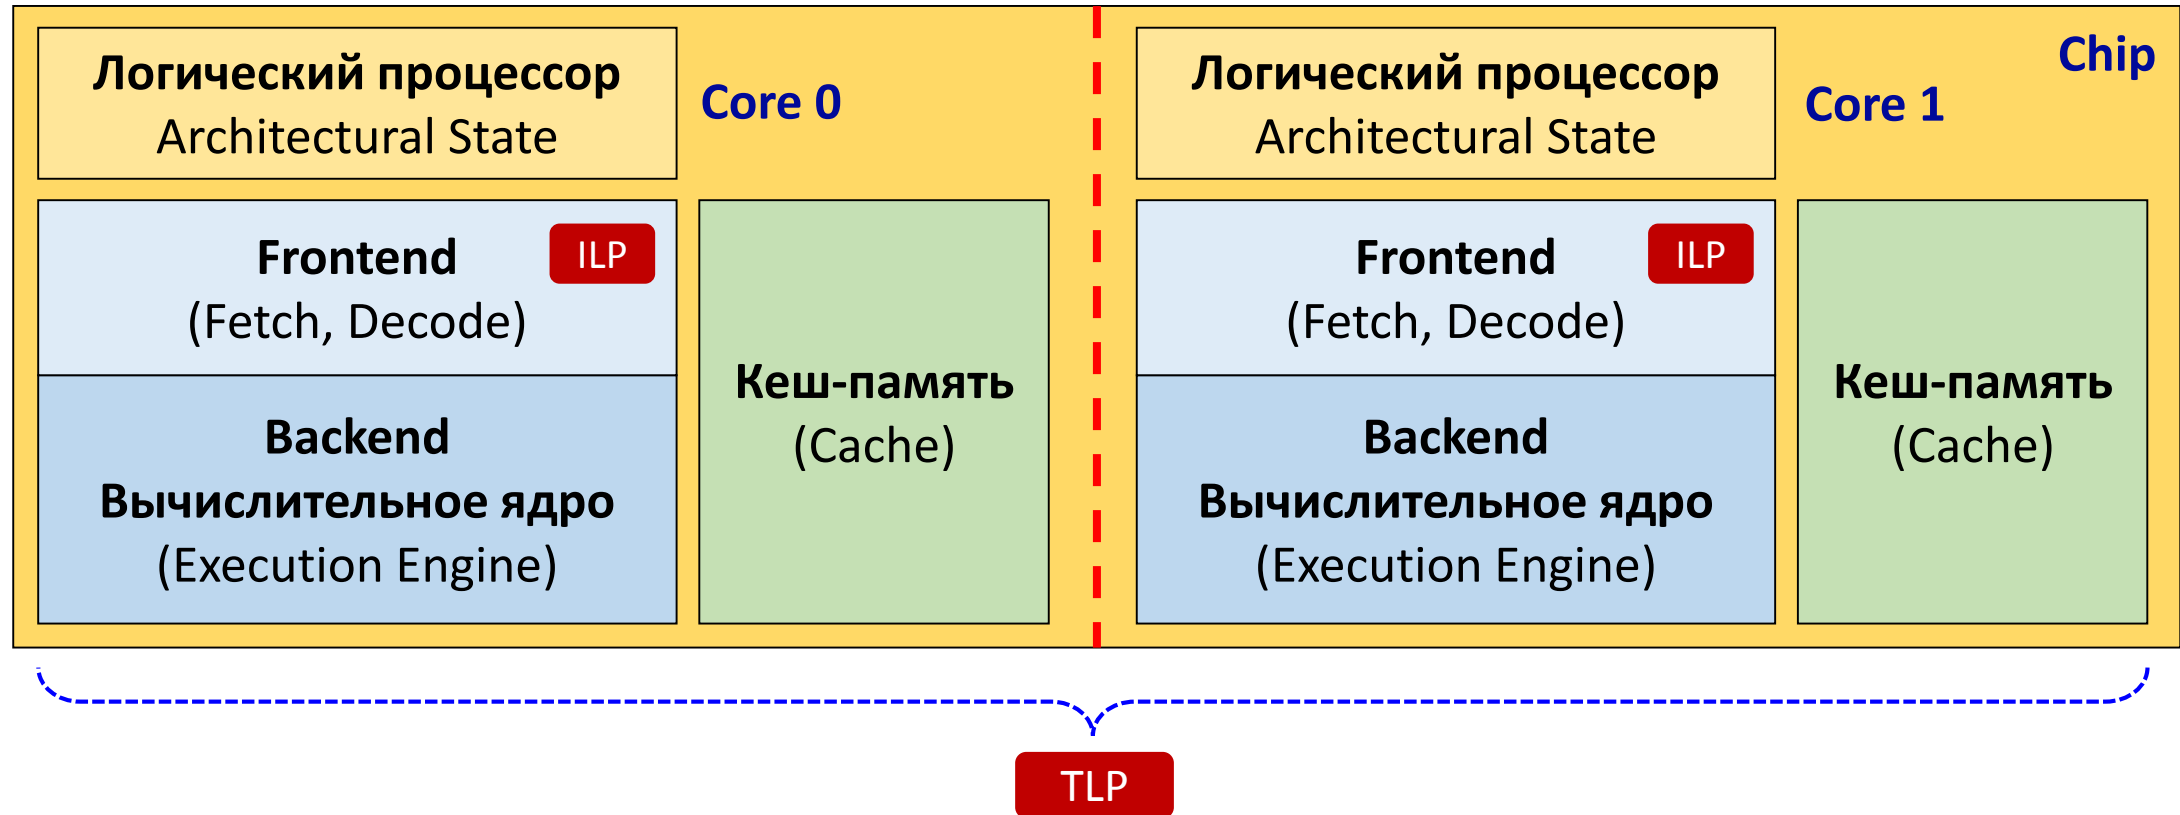 Логический процессор
Architectural State
Core 0
Frontend
ILP
(Fetch, Decode)
Backend
Вычислительное ядро
(Execution Engine)
Кеш-память
(Cache)
Chip
Логический процессор
Architectural State
Core 1
Frontend
ILP
(Fetch, Decode)
Backend
Вычислительное ядро
(Execution Engine)
Кеш-память
(Cache)
TLP